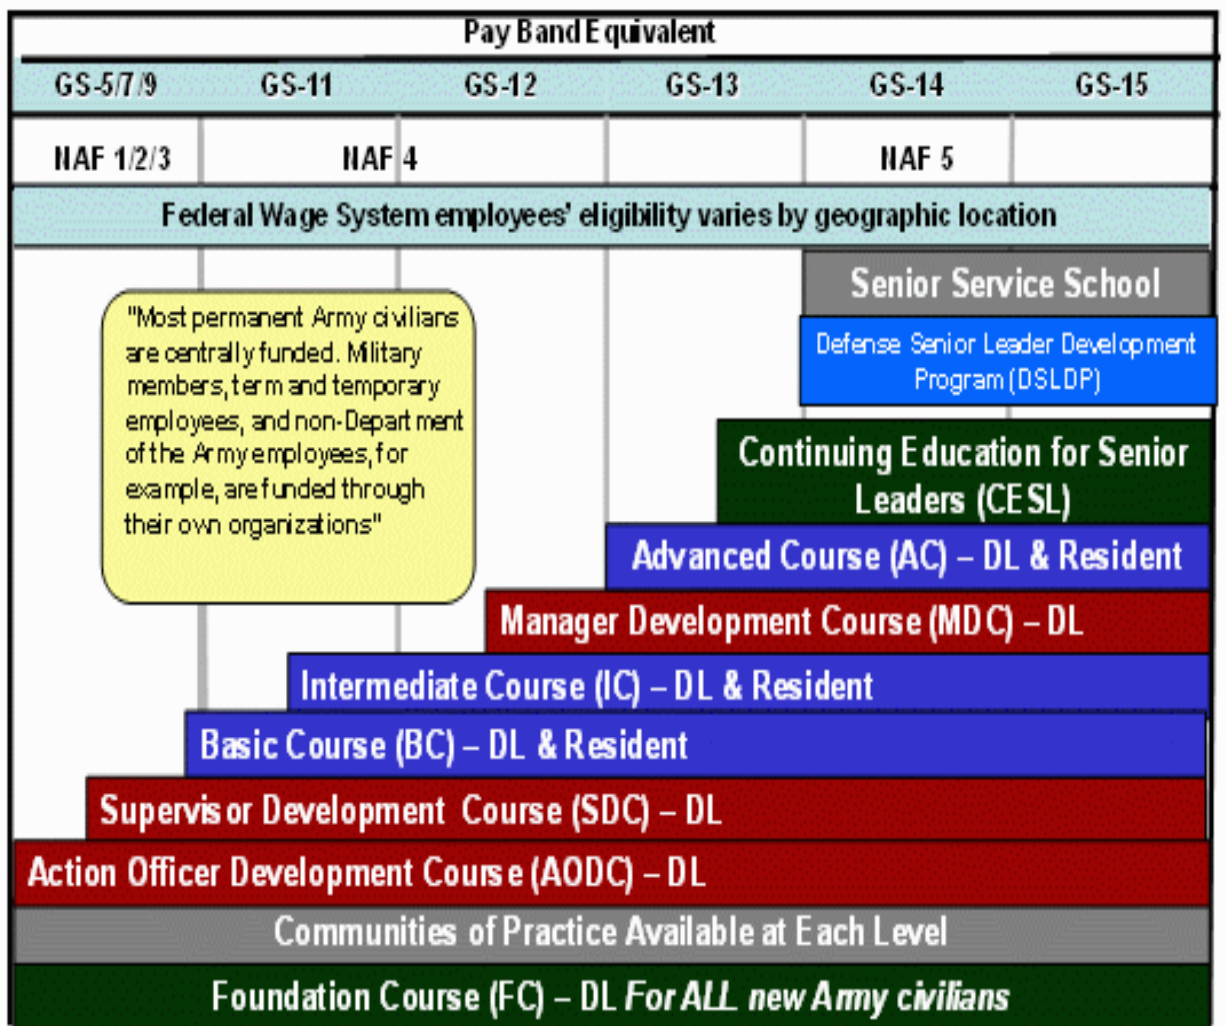 Pay Band Equivalent
GS-5/7/9 GS-11 GS-12 GS-13 GS-14 GS-15
NAF 1/2/3 NAF 4 NAF 5
Federal Wage System employees' eligibility varies by geographic location
Senior Service School
Defense Senior Leader Development
Program (DSLDP)
"Most permanent Army civilians
are centrally funded. Military
members, term and temporary
employees, and non-Department
of the Army employees, for
example, are funded through
their own organizations"
Continuing Education for Senior
Leaders (CESL)
Advanced Course (AC) – DL & Resident
Manager Development Course (MDC) – DL
Intermediate Course (IC) – DL & Resident
Basic Course (BC) – DL & Resident
Supervisor Development Course (SDC) – DL
Action Officer Development Course (AODC) – DL
Communities of Practice Available at Each Level
Foundation Course (FC) – DL For ALL new Army civilians